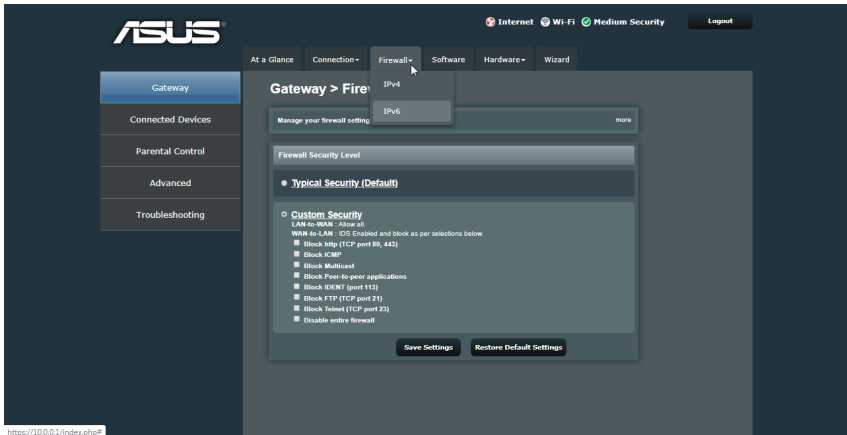 ASUS
Internet Wi-Fi Medium Security Logout
At a Glance Connection Firewall Software Hardware Wizard
IPv4
IPv6
Gateway
Connected Devices
Parental Control
Advanced
Troubleshooting
Gateway > Fire
Manage your firewall setting more
Firewall Security Level
Typical Security (Default)
Custom Security
LAN-to-WAN : Allow all.
WAN-to-LAN : IDS Enabled and block as per selections below.
Block http (TCP port 80, 443)
Block ICMP
Block Multicast
Block Peer-to-peer applications
Block IDENT (port 113)
Block FTP (TCP port 21)
Block Telnet (TCP port 23)
Disable entire firewall
Save Settings Restore Default Settings
https://10.0.0.1/index.php#